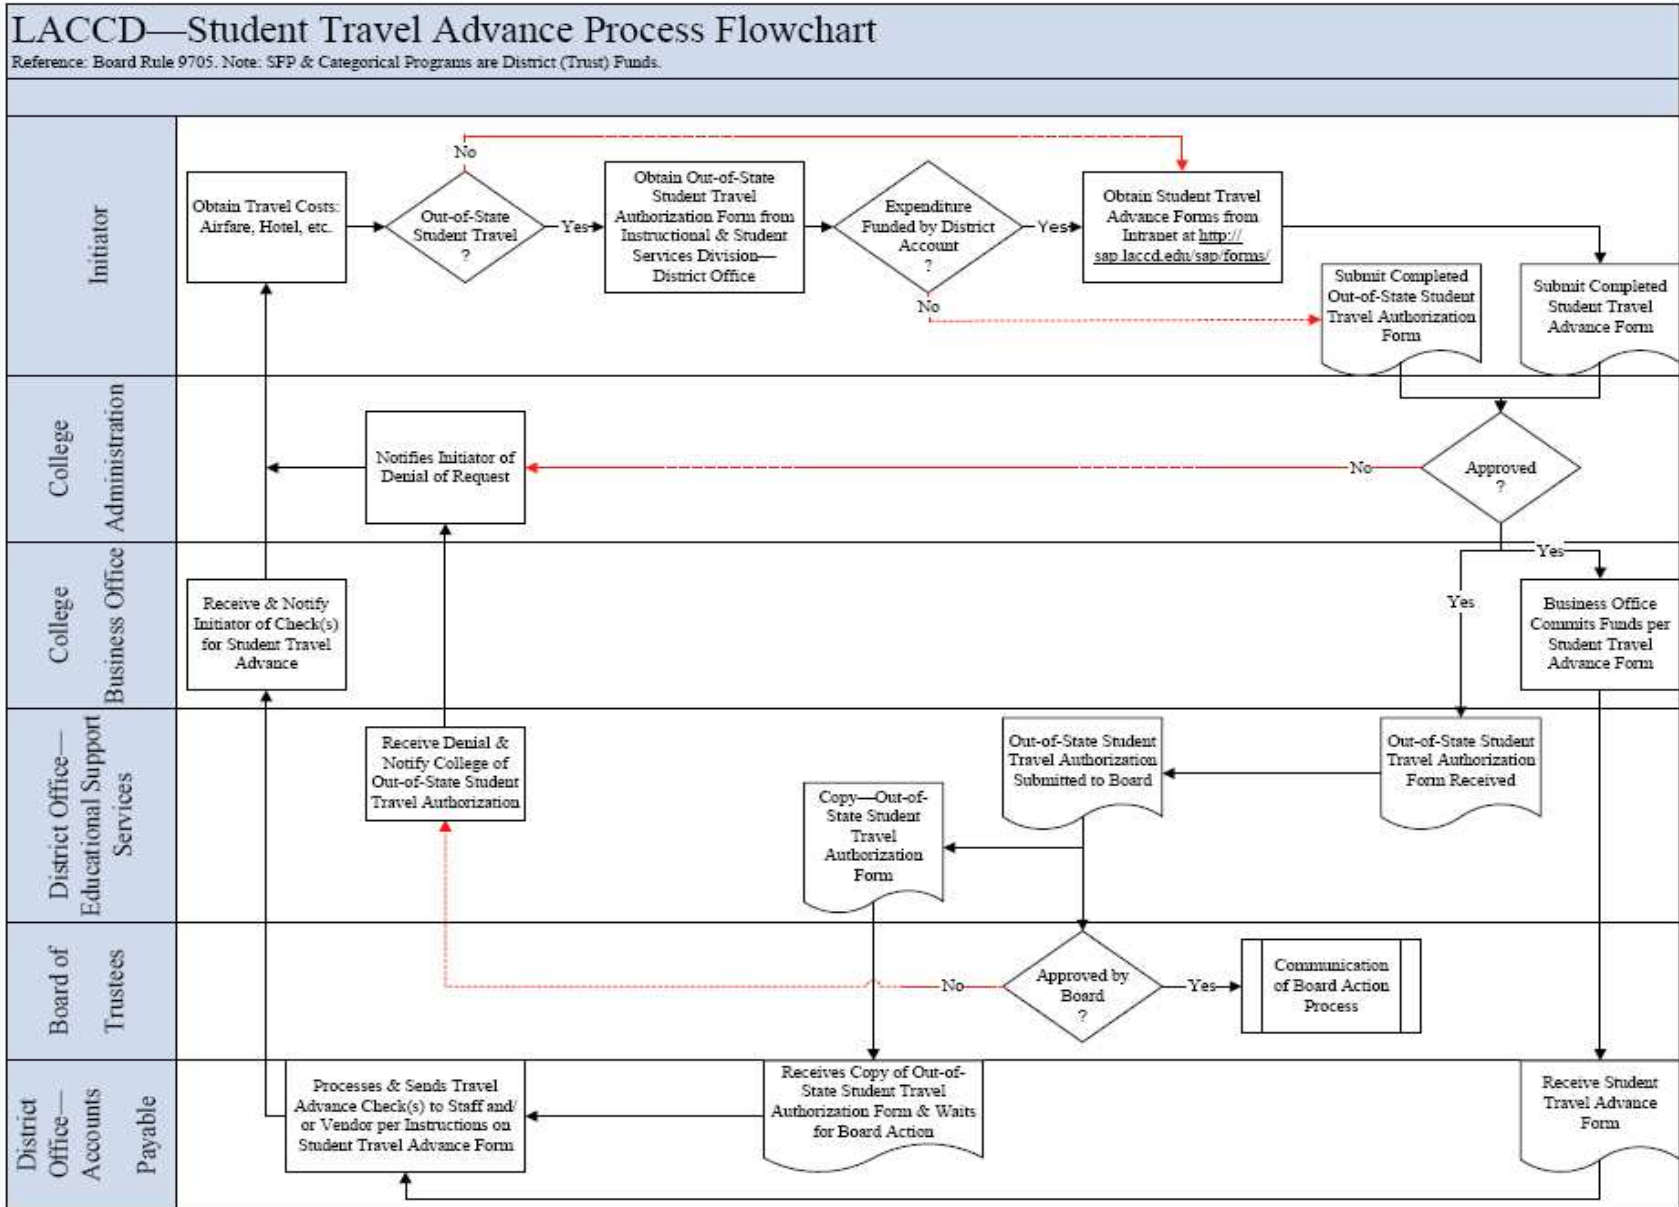 LACCD—Student Travel Advance Process Flowchart
Reference: Board Rule 9705. Note: SFP & Categorical Programs are District (Trust) Funds.
Initiator
Obtain Travel Costs:
Airfare, Hotel, etc.
No
Out-of-State
Student Travel
?
Yes
Obtain Out-of-State
Student Travel
Authorization Form from
Instructional & Student
Services Division—
District Office
Expenditure
Funded by District
Account
?
Yes
No
Obtain Student Travel
Advance Forms from
Intranet at http://
sap.laccd.edu/sap/forms/
Submit Completed
Out-of-State Student
Travel Authorization
Form
Submit Completed
Student Travel
Advance Form
College
Administration
Notifies Initiator of
Denial of Request
No
Approved
?
College
Business Office
Receive & Notify
Initiator of Check(s)
for Student Travel
Advance
Yes
Yes
Business Office
Commits Funds per
Student Travel
Advance Form
District Office—
Educational Support
Services
Receive Denial &
Notify College of
Out-of-State Student
Travel Authorization
Copy—Out-of-
State Student
Travel
Authorization
Form
Out-of-State Student
Travel Authorization
Submitted to Board
Out-of-State Student
Travel Authorization
Form Received
Board of
Trustees
No
Approved by
Board
?
Yes
Communication
of Board Action
Process
District
Office—
Accounts
Payable
Processes & Sends Travel
Advance Check(s) to Staff and/
or Vendor per Instructions on
Student Travel Advance Form
Receives Copy of Out-of-
State Student Travel
Authorization Form & Waits
for Board Action
Receive Student
Travel Advance
Form